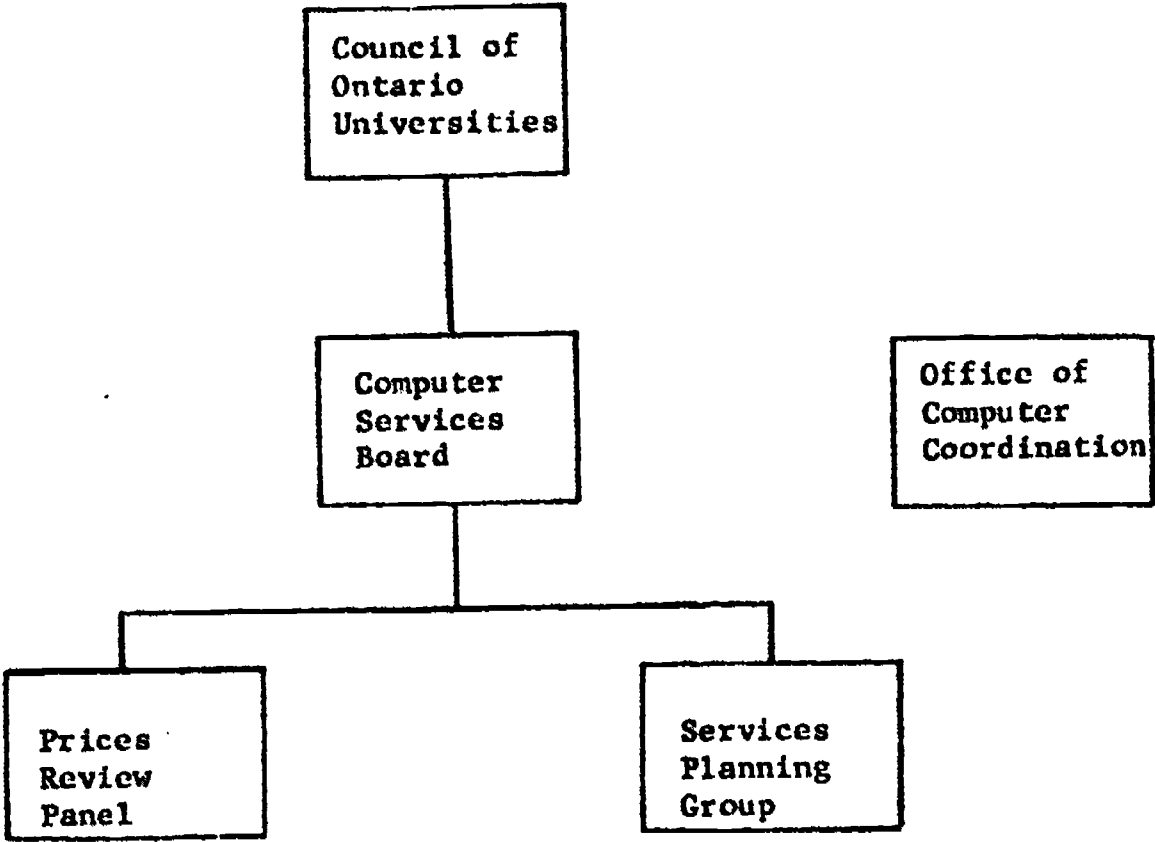 Council of
Ontario
Universities
Computer
Services
Board
Office of
Computer
Coordination
Prices
Review
Panel
Services
Planning
Group